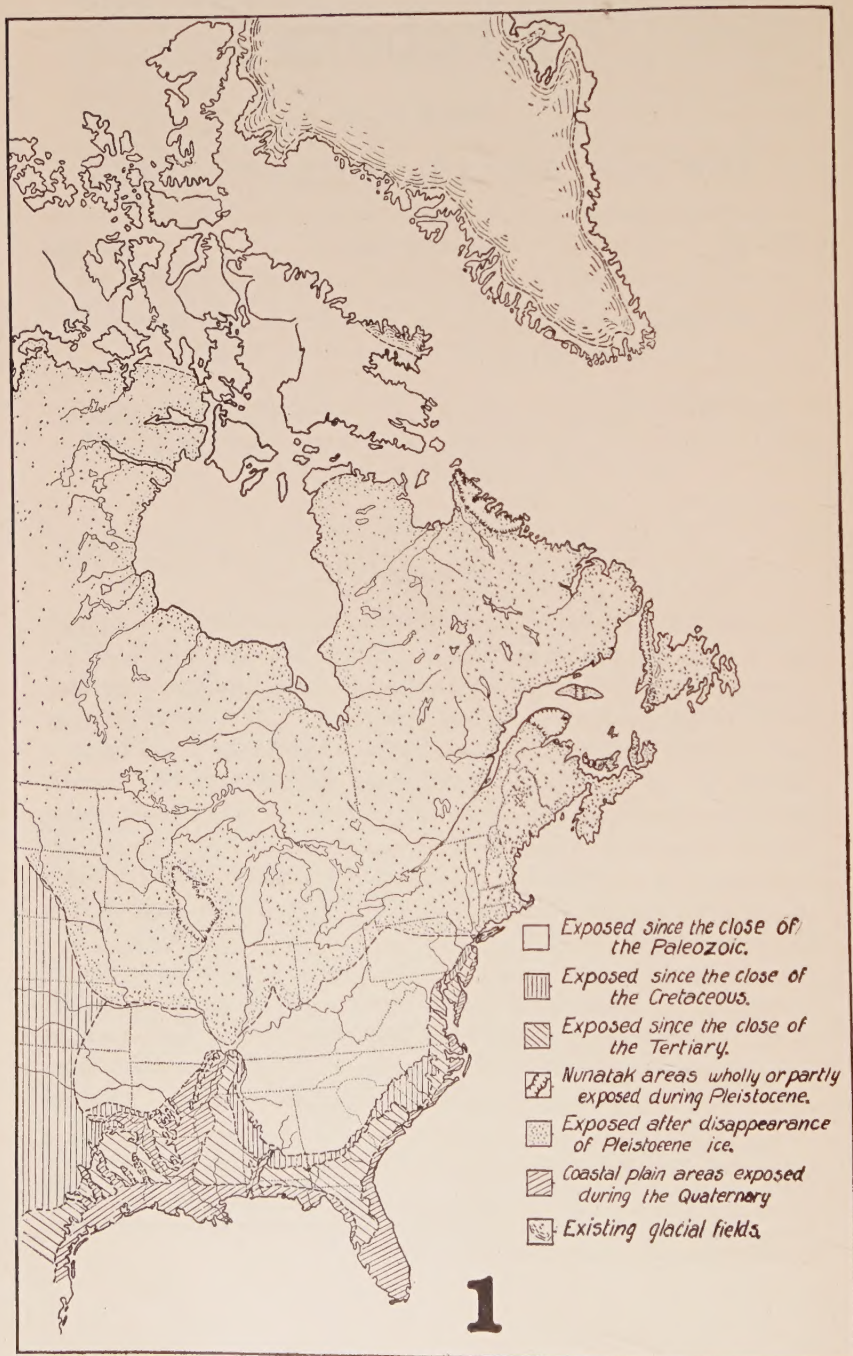 Exposed since the close of
the Paleozoic.
Exposed since the close of
the Cretaceous.
Exposed since the close of
the Tertiary.
Nunatak areas wholly or partly
exposed during Pleistocene.
Exposed after disappearance
of Pleistocene ice.
Coastal plain areas exposed
during the Quaternary
Existing glacial fields.
1